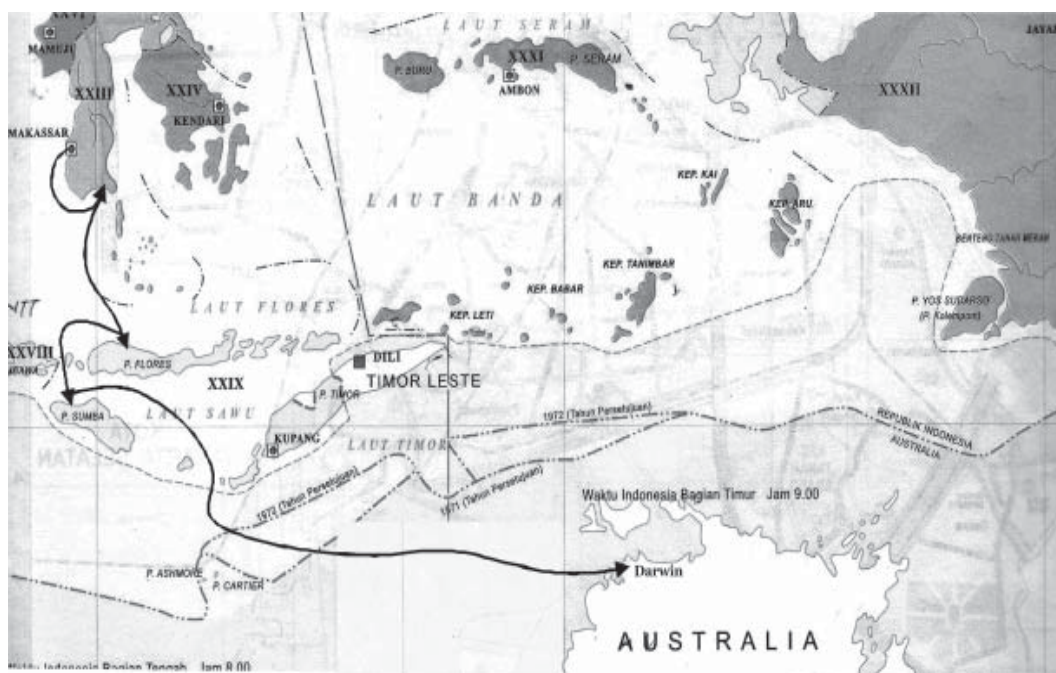 XXVI
MAMUJU
XXIII
XXIV
KENDARI
MAKASSAR
LAUT SERAM
P. BURU
XXXI
P. SERAM
AMBON
XXXII
LAUT BANDA
KEP. KAI
KEP. ARU
KEP. TANIMBAR
KEP. BABAR
KEP. LETI
P. YOS SUDARSO
LAUT FLORES
XXVIII
P. FLORES
XXIX
DILI
TIMOR LESTE
P. TIMOR
P. SUMBA
LAUT SAWU
KUPANG
LAUT TIMOR
1972 (Tahun Persetujuan)
REPUBLIK INDONESIA
AUSTRALIA
1972 (Tahun Persetujuan)
1971 (Tahun Persetujuan)
Waktu Indonesia Bagian Timur Jam 9.00
P. ASHMORE
P. CARTIER
Darwin
AUSTRALIA
Waktu Indonesia Bagian Tengah Jam 8.00